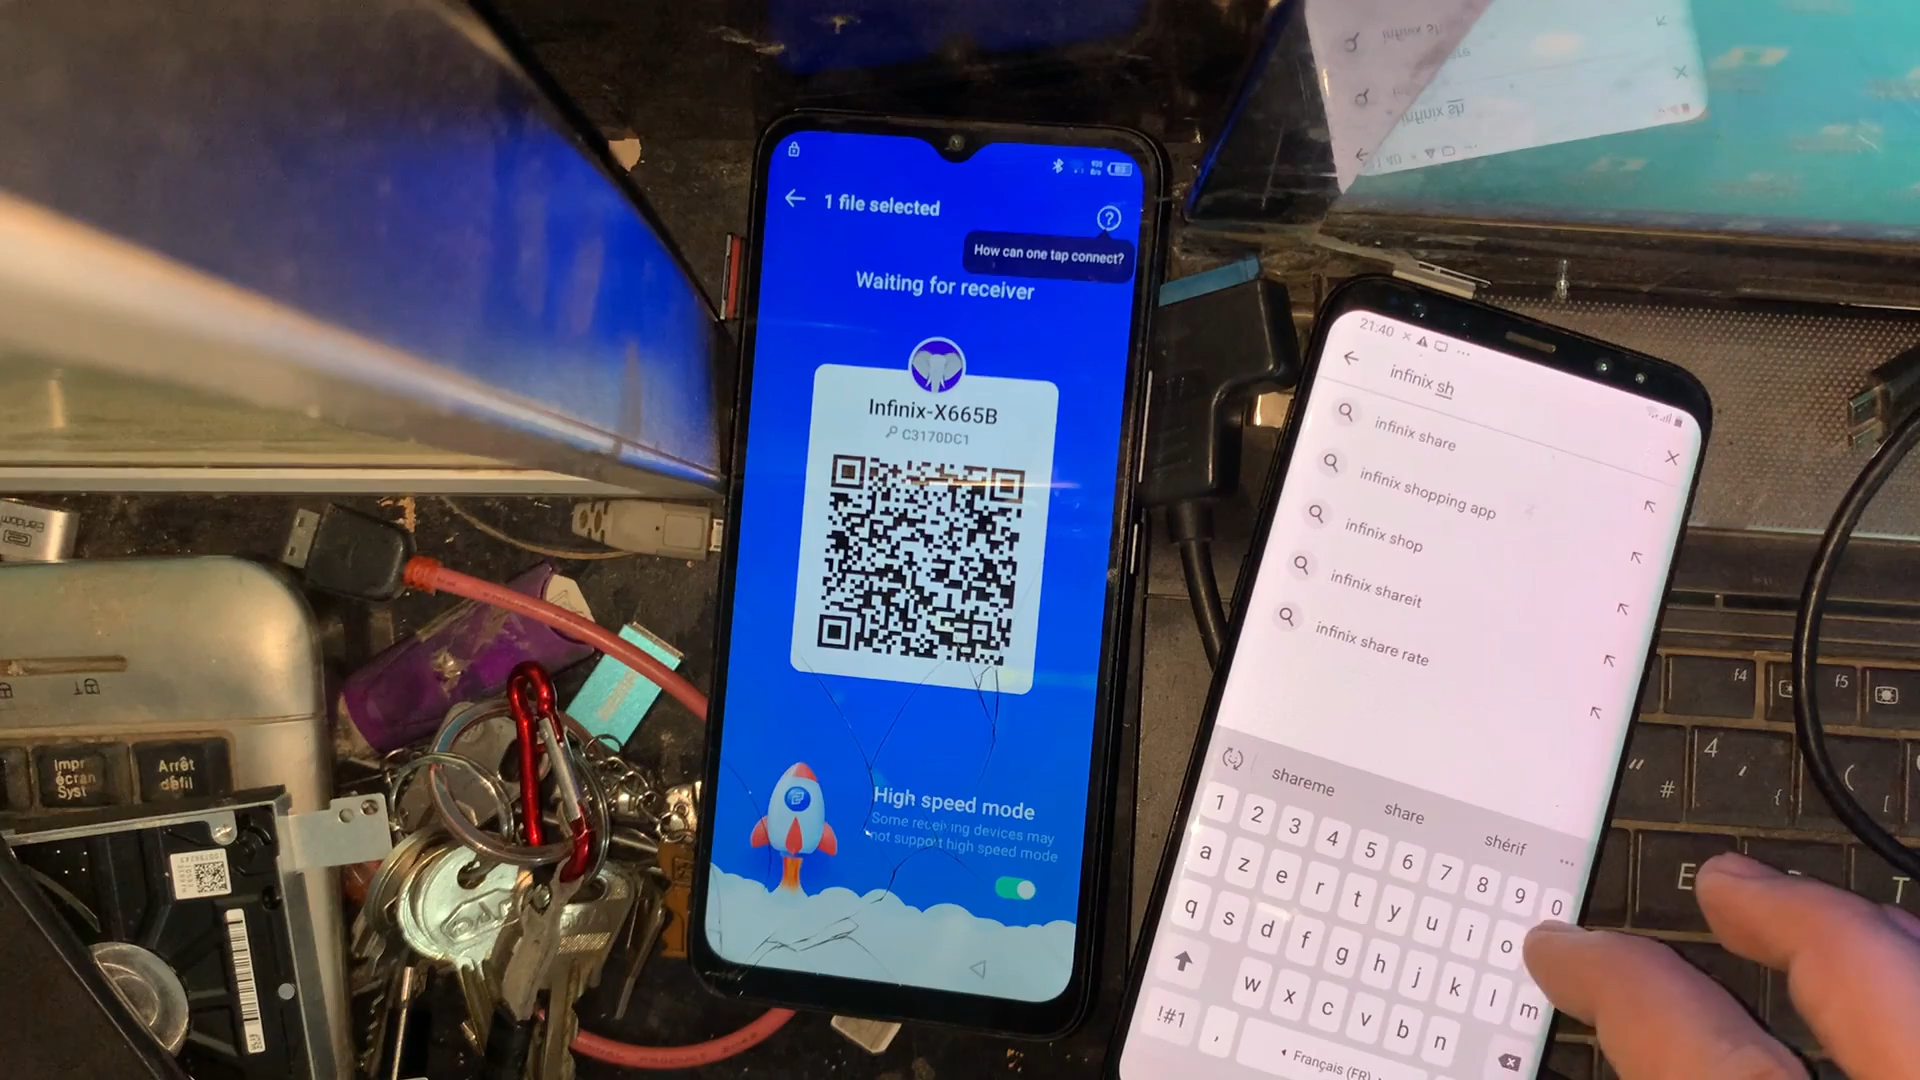 1 file selected
How can one tap connect?
Waiting for receiver
Infinix-X665B
C3170DC1
High speed mode
Some receiving devices may
not support high speed mode
21:40
infinix sh
infinix share
infinix shopping app
infinix shop
infinix shareit
infinix share rate
shareme share shérif
1 2 3 4 5 6 7 8 9 0
a z e r t y u i o
q s d f g h j k l m
w x c v b n
!#1 , Français (FR)
infinix sh
Impr
écran
Syst
Arrêt
défil
f4 f5
4
" # ' { ( [
E
T